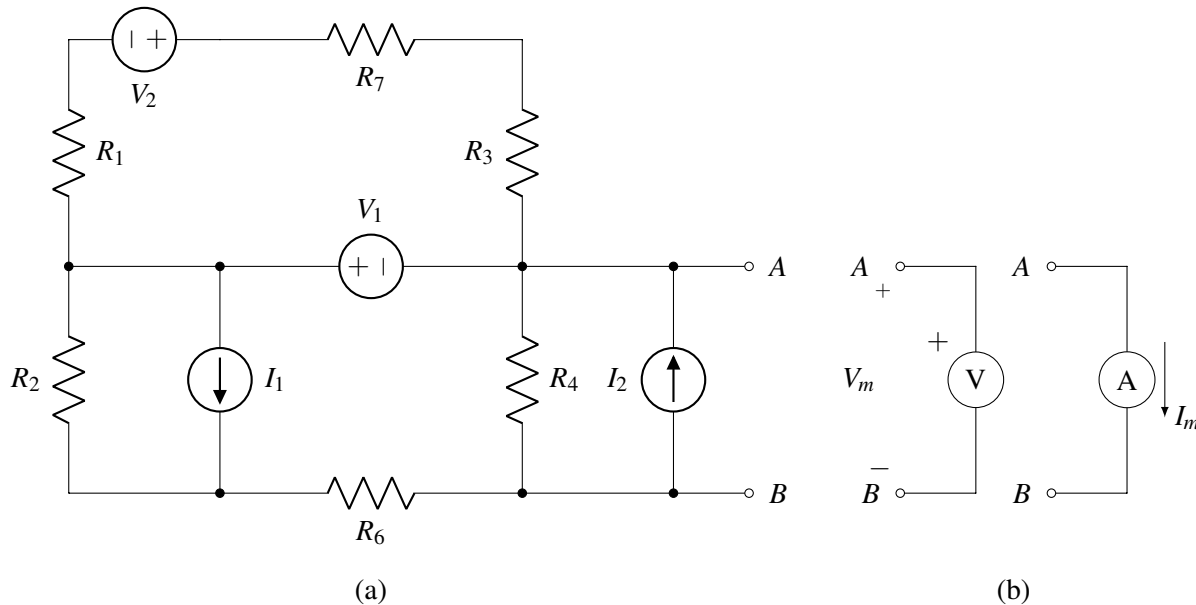 − +
V2
R7
R1
R3
V1
+ −
A
R2
I1
R4
I2
B
R6
(a)
A
+
+
V
Vm
−
B
A
A
Im
B
(b)